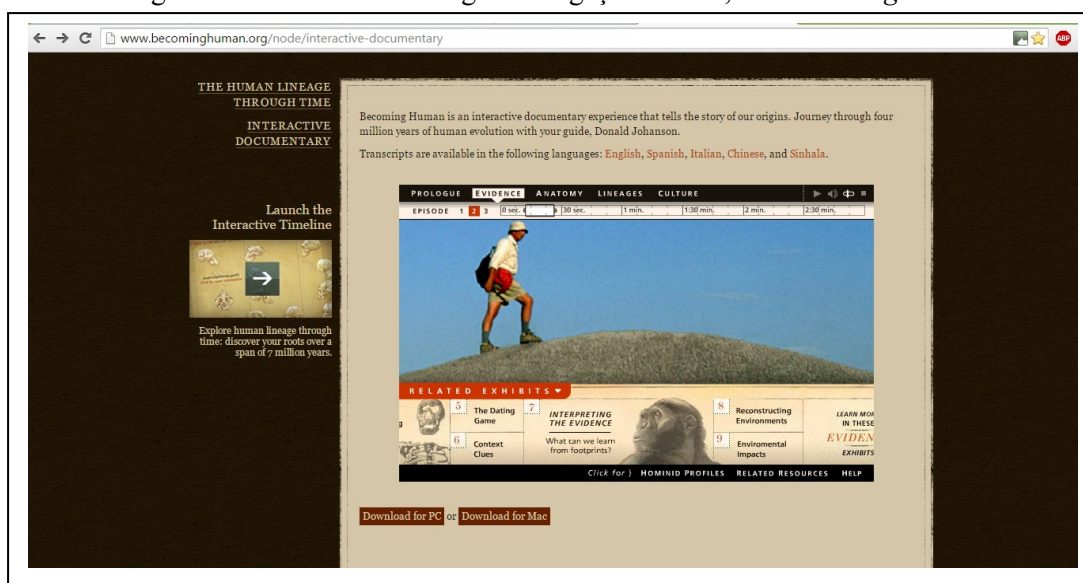 www.becominghuman.org/node/interactive-documentary
ABP
THE HUMAN LINEAGE
THROUGH TIME
INTERACTIVE
DOCUMENTARY
Launch the
Interactive Timeline
Explore human lineage through
time: discover your roots over a
span of 7 million years.
Becoming Human is an interactive documentary experience that tells the story of our origins. Journey through four
million years of human evolution with your guide, Donald Johanson.
Transcripts are available in the following languages: English, Spanish, Italian, Chinese, and Sinhala.
PROLOGUE EVIDENCE ANATOMY LINEAGES CULTURE
EPISODE 1 2 3 0 sec. 30 sec. 1 min. 1:30 min. 2 min. 2:30 min.
RELATED EXHIBITS
5 The Dating
Game
6 Context
Clues
7 INTERPRETING
THE EVIDENCE
What can we learn
from footprints?
8 Reconstructing
Environments
9 Enviromental
Impacts
LEARN MOR
IN THESE
EVIDEN
EXHIBITS
Click for } HOMINID PROFILES RELATED RESOURCES HELP
Download for PC or Download for Mac